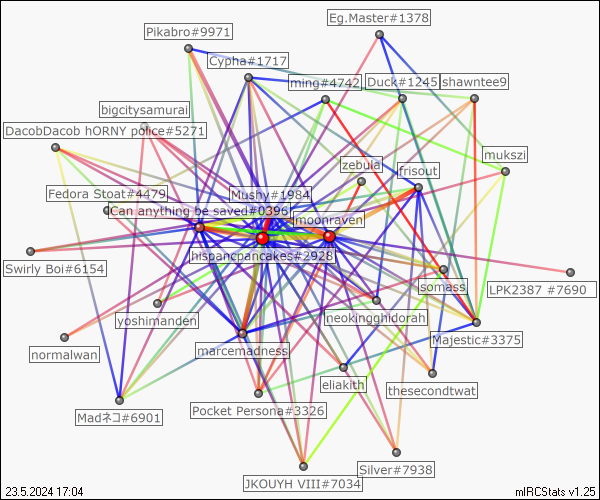 Eg.Master#1378
Pikabro#9971
Cypha#1717
ming#4742
Duck#1245
shawntee9
bigcitysamurai
DacobDacob hORNY police#5271
mukszi
zebula
frisout
Fedora Stoat#4479
Mushy#1984
Can anything be saved#0396
moonraven
hispanicpancakes#2928
Swirly Boi#6154
somass
LPK2387 #7690
yoshimanden
neokingghidorah
Majestic#3375
normalwan
marcemadness
eliakith
thesecondtwat
Madネコ#6901
Pocket Persona#3326
Silver#7938
JKOUYH VIII#7034
23.5.2024 17:04
mIRCStats v1.25